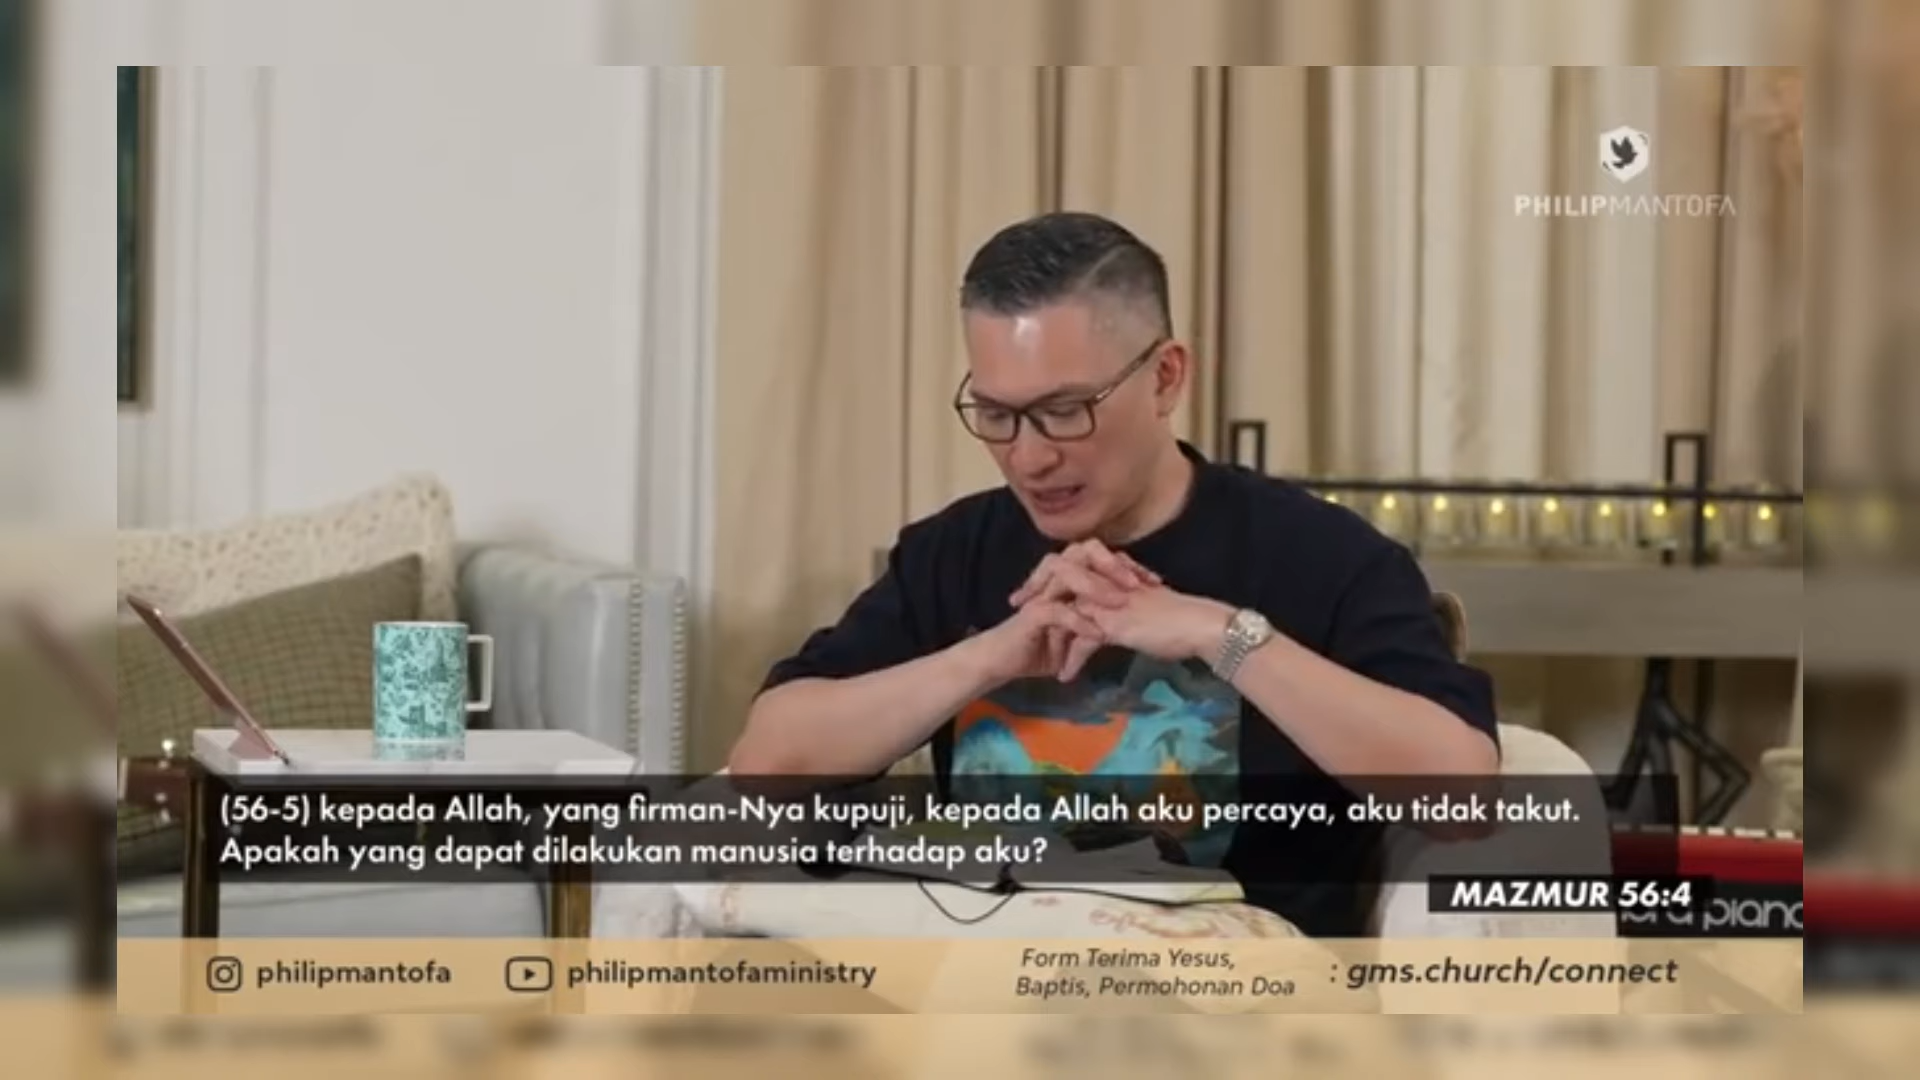 PHILIPMANTOFA
(56-5) kepada Allah, yang firman-Nya kupuji, kepada Allah aku percaya, aku tidak takut.
Apakah yang dapat dilakukan manusia terhadap aku?
MAZMUR 56:4
piano
philipmantofa
philipmantofaministry
Form Terima Yesus,
Baptis, Permohonan Doa
: gms.church/connect